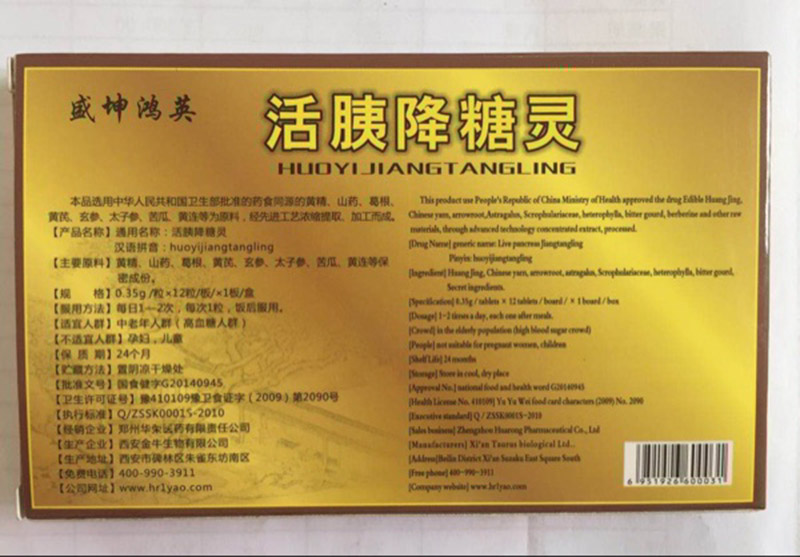 盛坤鸿英
活胰降糖灵
HUOYIJIANGTANGLING
本品选用中华人民共和国卫生部批准的药食同源的黄精、山药、葛根、
黄芪、玄参、太子参、苦瓜、黄连等为原料，经先进工艺浓缩提取、加工而成。
【产品名称】通用名称：活胰降糖灵
汉语拼音：huoyijiangtangling
【主要原料】黄精、山药、葛根、黄芪、玄参、太子参、苦瓜、黄连等保
密成份。
【规　　格】0.35g /粒×12粒/板/×1板/盒
【服用方法】每日1—2次，每次1粒，饭后服用。
【适宜人群】中老年人群（高血糖人群）
【不适宜人群】孕妇，儿童
【保 质 期】24个月
【贮藏方法】置阴凉干燥处
【批准文号】国食健字G20140945
【卫生许可证号】豫410109豫卫食证字（2009）第2090号
【执行标准】Q/ZSSK0001S-2010
【经销企业】郑州华荣试药有限责任公司
【生产企业】西安金牛生物有限公司
【生产地址】西安市碑林区朱雀东坊南区
【免费电话】400-990-3911
【公司网址】www.hr1yao.com
This product use People's Republic of China Ministry of Health approved the drug Edible Huang Jing,
Chinese yam, arrowroot,Astragalus, Scrophulariaceae, heterophylls, bitter gourd, berberine and other raw
materials, through advanced technology concentrated extract, processed.
[Drug Name] generic name: Live pancreas Jiangtangling
Pinyin: huoyijiangtangling
[Ingredient] Huang Jing, Chinese yam, arrowroot, astragalus, Scrophulariaceae, heterophylls, bitter gourd,
Secret ingredients.
[Specification] 0.35g / tablets × 12 tablets / board / × 1 board / box
[Dosage] 1-2 times a day, each one after meals.
[Crowd] in the elderly population (high blood sugar crowd)
[People] not suitable for pregnant women, children
[Shelf Life] 24 months
[Storage] Store in cool, dry place
[Approval No.] national food and health word G20140945
[Health License No. 410109] Yu Yu Wei food card characters (2009) No. 2090
[Executive standard] Q / ZSSK0001S-2010
[Sales business] Zhengzhou Huarong Pharmaceutical Co., Ltd
[Manufacturers] Xi'an Taurus biological Ltd..
[Address]Beilin District Xi'an Suzaku East Square South
[Free phone] 400-990-3911
[Company website] www.hr1yao.com
6 951926 600031